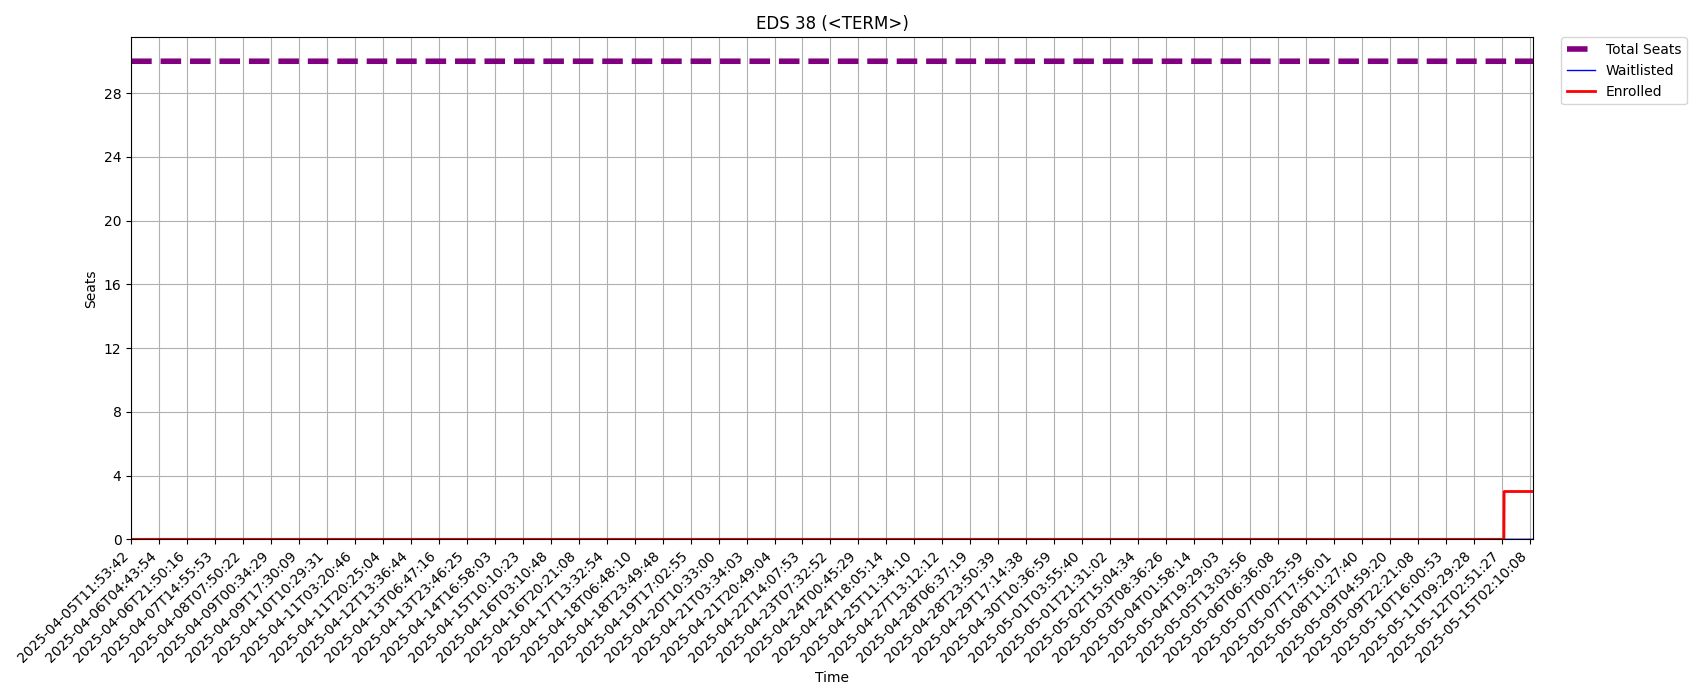 EDS 38 (<TERM>)
Total Seats
Waitlisted
Enrolled
Seats
28
24
20
16
12
8
4
0
2025-04-05T11:53:42
2025-04-06T04:43:54
2025-04-06T21:50:16
2025-04-07T14:55:53
2025-04-08T07:50:22
2025-04-09T00:34:29
2025-04-09T17:30:09
2025-04-10T10:29:31
2025-04-11T03:20:46
2025-04-11T20:25:04
2025-04-12T13:36:44
2025-04-13T06:47:16
2025-04-13T23:46:25
2025-04-14T16:58:03
2025-04-15T10:10:23
2025-04-16T03:10:48
2025-04-16T20:21:08
2025-04-17T13:32:54
2025-04-18T06:48:10
2025-04-18T23:49:48
2025-04-19T17:02:55
2025-04-20T10:33:00
2025-04-21T03:34:03
2025-04-21T20:49:04
2025-04-22T14:07:53
2025-04-23T07:32:52
2025-04-24T00:45:29
2025-04-24T18:05:14
2025-04-25T11:34:10
2025-04-27T13:12:12
2025-04-28T06:37:19
2025-04-28T23:50:39
2025-04-29T17:14:38
2025-04-30T10:36:59
2025-05-01T03:55:40
2025-05-01T21:31:02
2025-05-02T15:04:34
2025-05-03T08:36:26
2025-05-04T01:58:14
2025-05-04T19:29:03
2025-05-05T13:03:56
2025-05-06T06:36:08
2025-05-07T00:25:59
2025-05-07T17:56:01
2025-05-08T11:27:40
2025-05-09T04:59:20
2025-05-09T22:21:08
2025-05-10T16:00:53
2025-05-11T09:29:28
2025-05-12T02:51:27
2025-05-15T02:10:08
Time